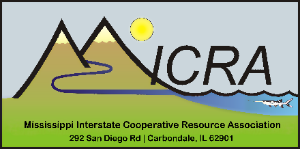 MICRA
Mississippi Interstate Cooperative Resource Association
292 San Diego Rd | Carbondale, IL 62901